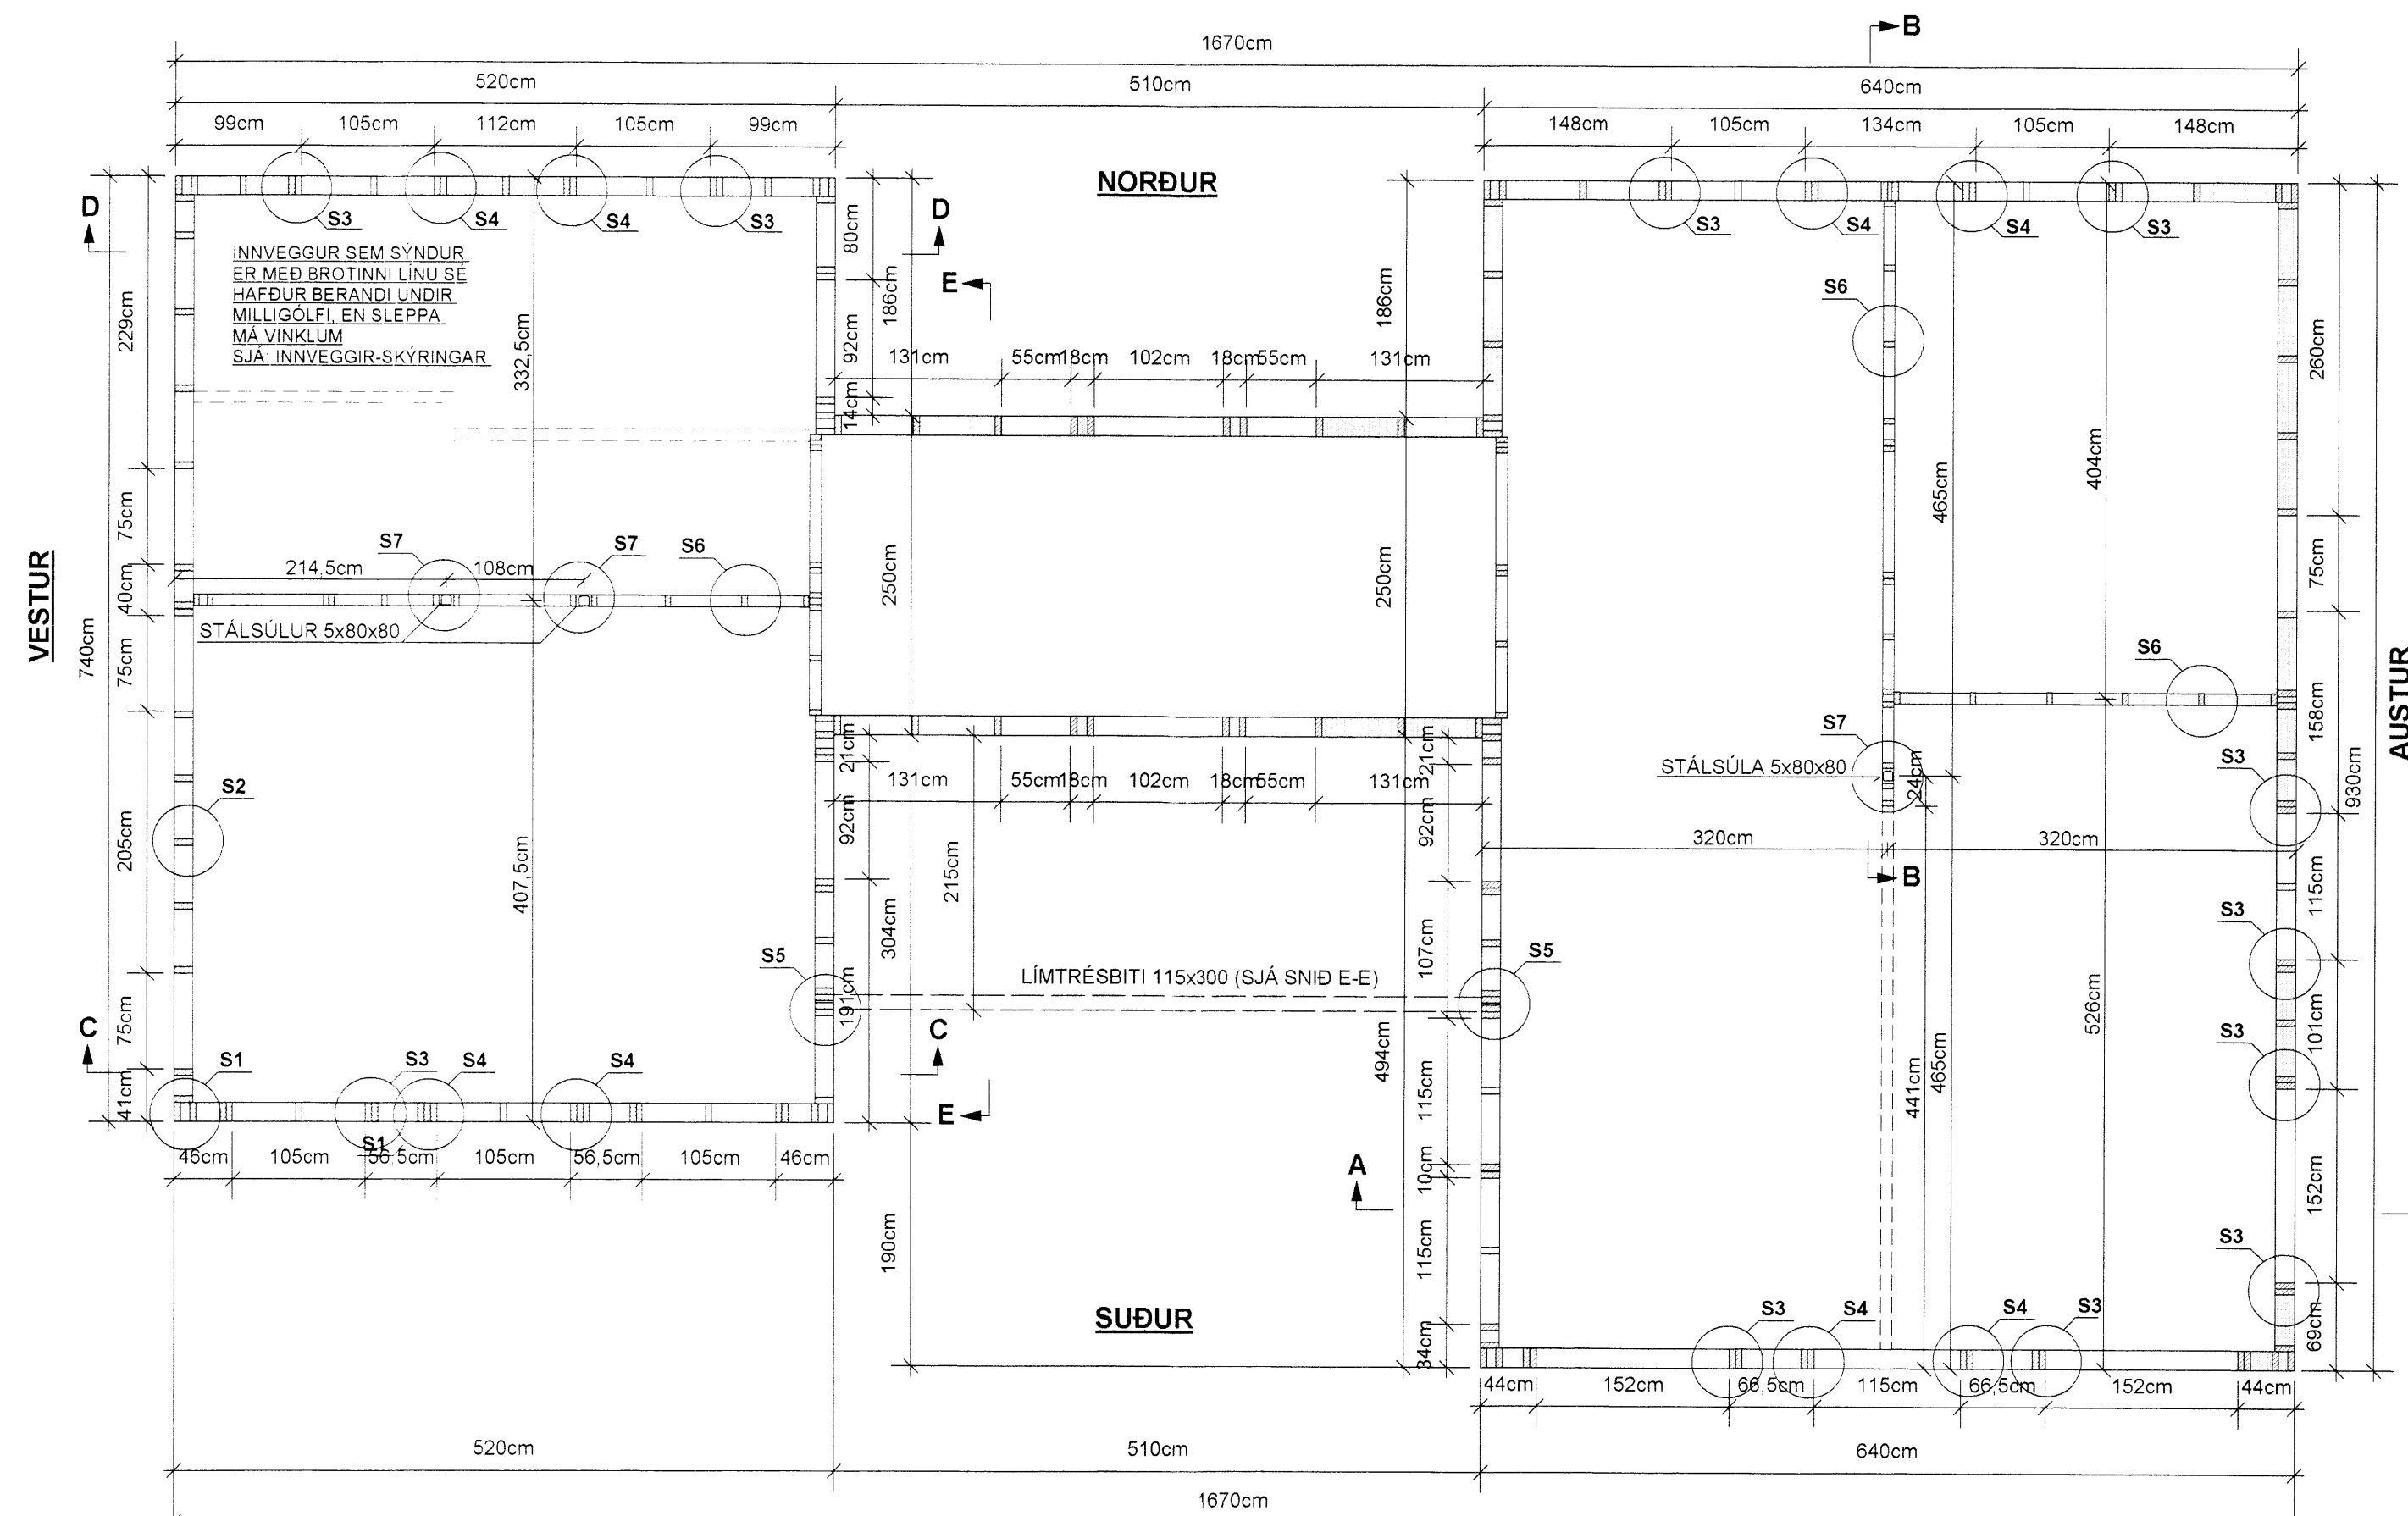 B
1670cm
520cm
510cm
640cm
99cm
105cm
112cm
105cm
99cm
148cm
105cm
134cm
105cm
148cm
NORÐUR
D
D
S3
S4
S4
S3
S3
S4
S4
S3
INNVEGGUR SEM SÝNDUR
ER MEÐ BROTINNI LÍNU SÉ
HAFÐUR BERANDI UNDIR
MILLIGÓLFI, EN SLEPPA
MÁ VINKLUM
SJÁ: INNVEGGIR-SKÝRINGAR
E
S6
80cm
186cm
92cm
14cm
186cm
229cm
332,5cm
260cm
131cm
55cm
18cm
102cm
18cm
55cm
131cm
465cm
404cm
VESTUR
740cm
75cm
40cm
75cm
S7
S7
S6
214,5cm
108cm
STÁLSÚLUR 5x80x80
250cm
250cm
75cm
S6
AUSTUR
158cm
930cm
S7
STÁLSÚLA 5x80x80
24cm
S3
21cm
131cm
55cm
18cm
102cm
18cm
55cm
131cm
21cm
S2
205cm
92cm
215cm
92cm
320cm
320cm
B
407,5cm
304cm
115cm
S3
S5
LÍMTRÉSBITI 115x300 (SJÁ SNIÐ E-E)
107cm
S5
191cm
526cm
101cm
S3
C
C
75cm
S1
S3
S4
S4
41cm
441cm
465cm
494cm
115cm
E
46cm
105cm
S1
56,5cm
105cm
56,5cm
105cm
46cm
A
10cm
152cm
190cm
115cm
S3
SUÐUR
S3
S4
S4
S3
34cm
69cm
44cm
152cm
66,5cm
115cm
66,5cm
152cm
44cm
520cm
510cm
640cm
1670cm